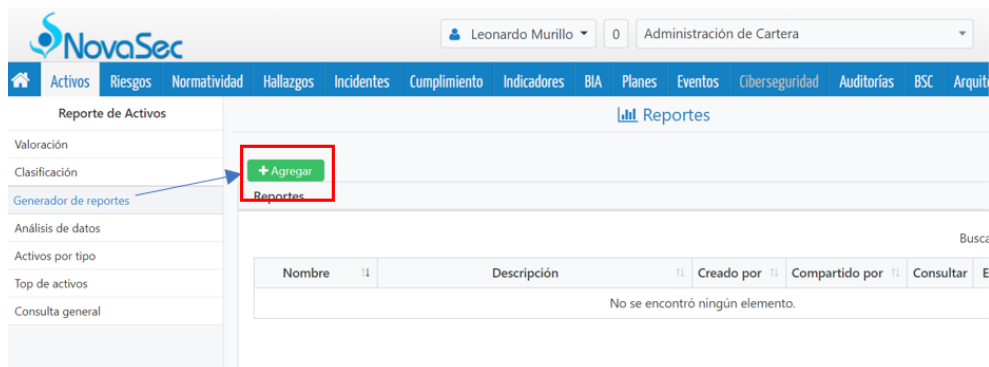 NovaSec
Leonardo Murillo
0
Administración de Cartera
Activos Riesgos Normatividad Hallazgos Incidentes Cumplimiento Indicadores BIA Planes Eventos Ciberseguridad Auditorías BSC Arquit
Reporte de Activos
Reportes
Valoración
Clasificación
Generador de reportes
Análisis de datos
Activos por tipo
Top de activos
Consulta general
+ Agregar
Reportes
Busca
Nombre Descripción Creado por Compartido por Consultar E
No se encontró ningún elemento.